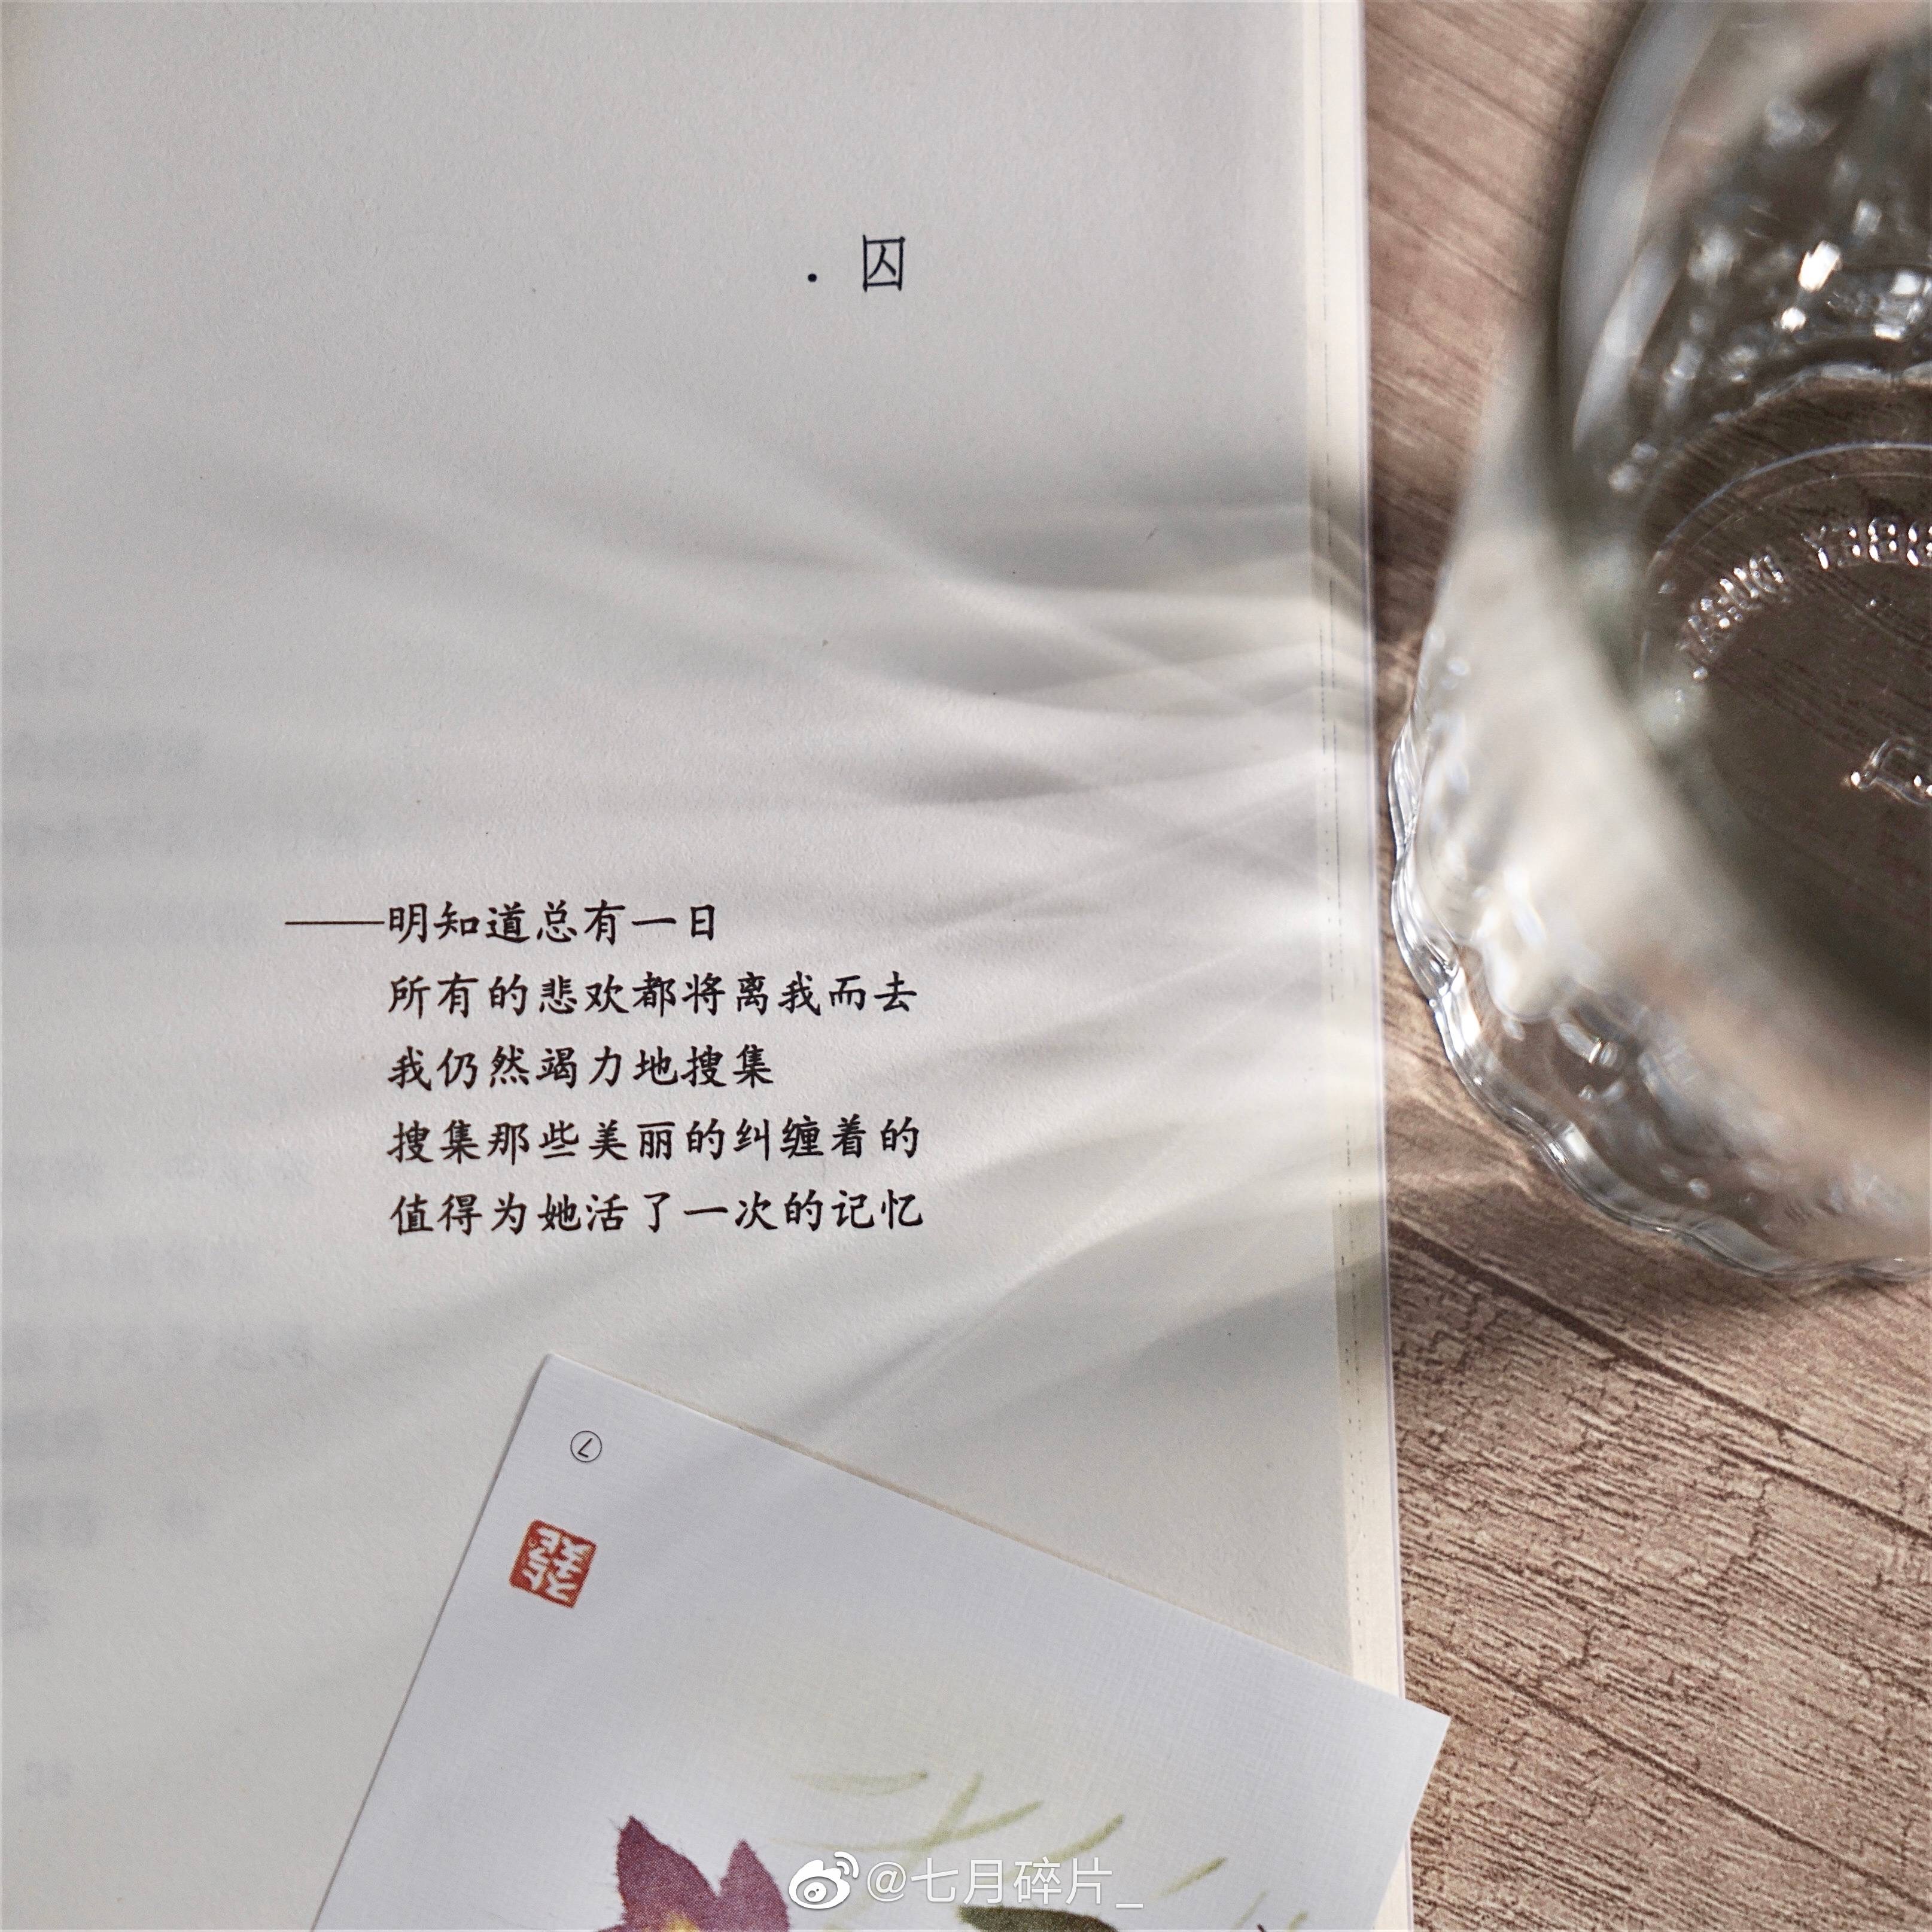 · 囚
——明知道总有一日
所有的悲欢都将离我而去
我仍然竭力地搜集
搜集那些美丽的纠缠着的
值得为她活了一次的记忆
⑦
@七月碎片_